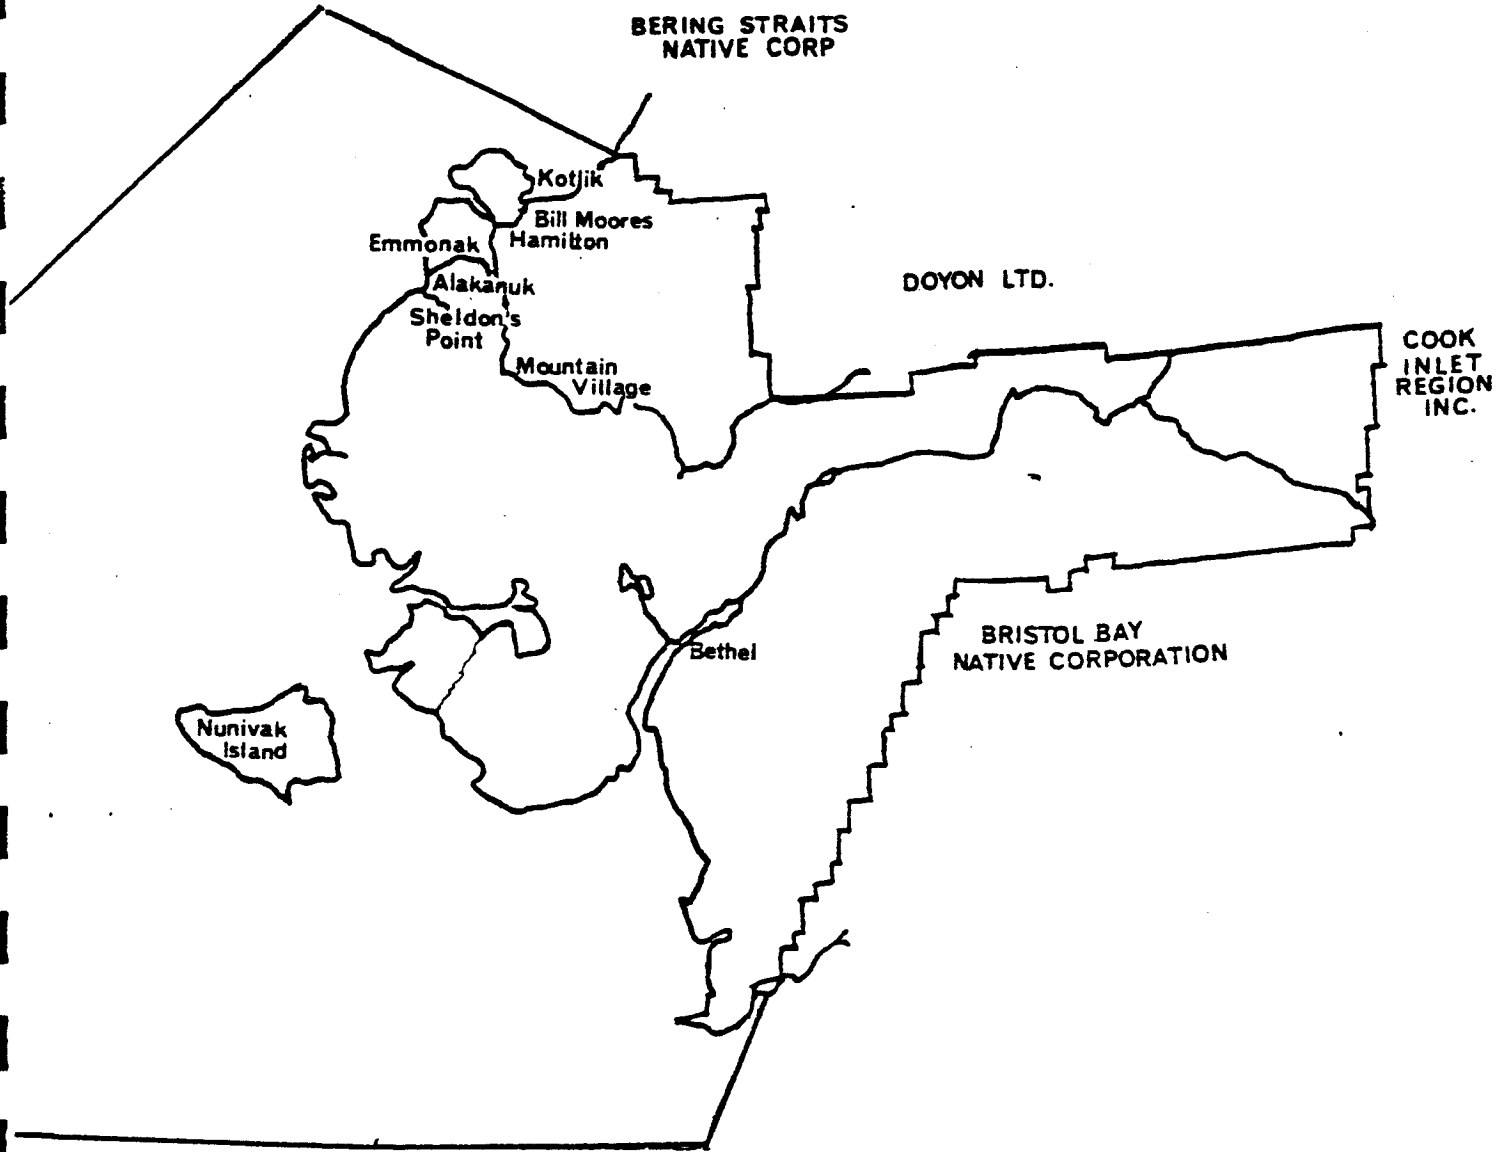 BERING STRAITS
NATIVE CORP
Kotlik
Bill Moores
Hamilton
Emmonak
Alakanuk
Sheldon's
Point
Mountain
Village
DOYON LTD.
COOK
INLET
REGION
INC.
Bethel
BRISTOL BAY
NATIVE CORPORATION
Nunivak
Island